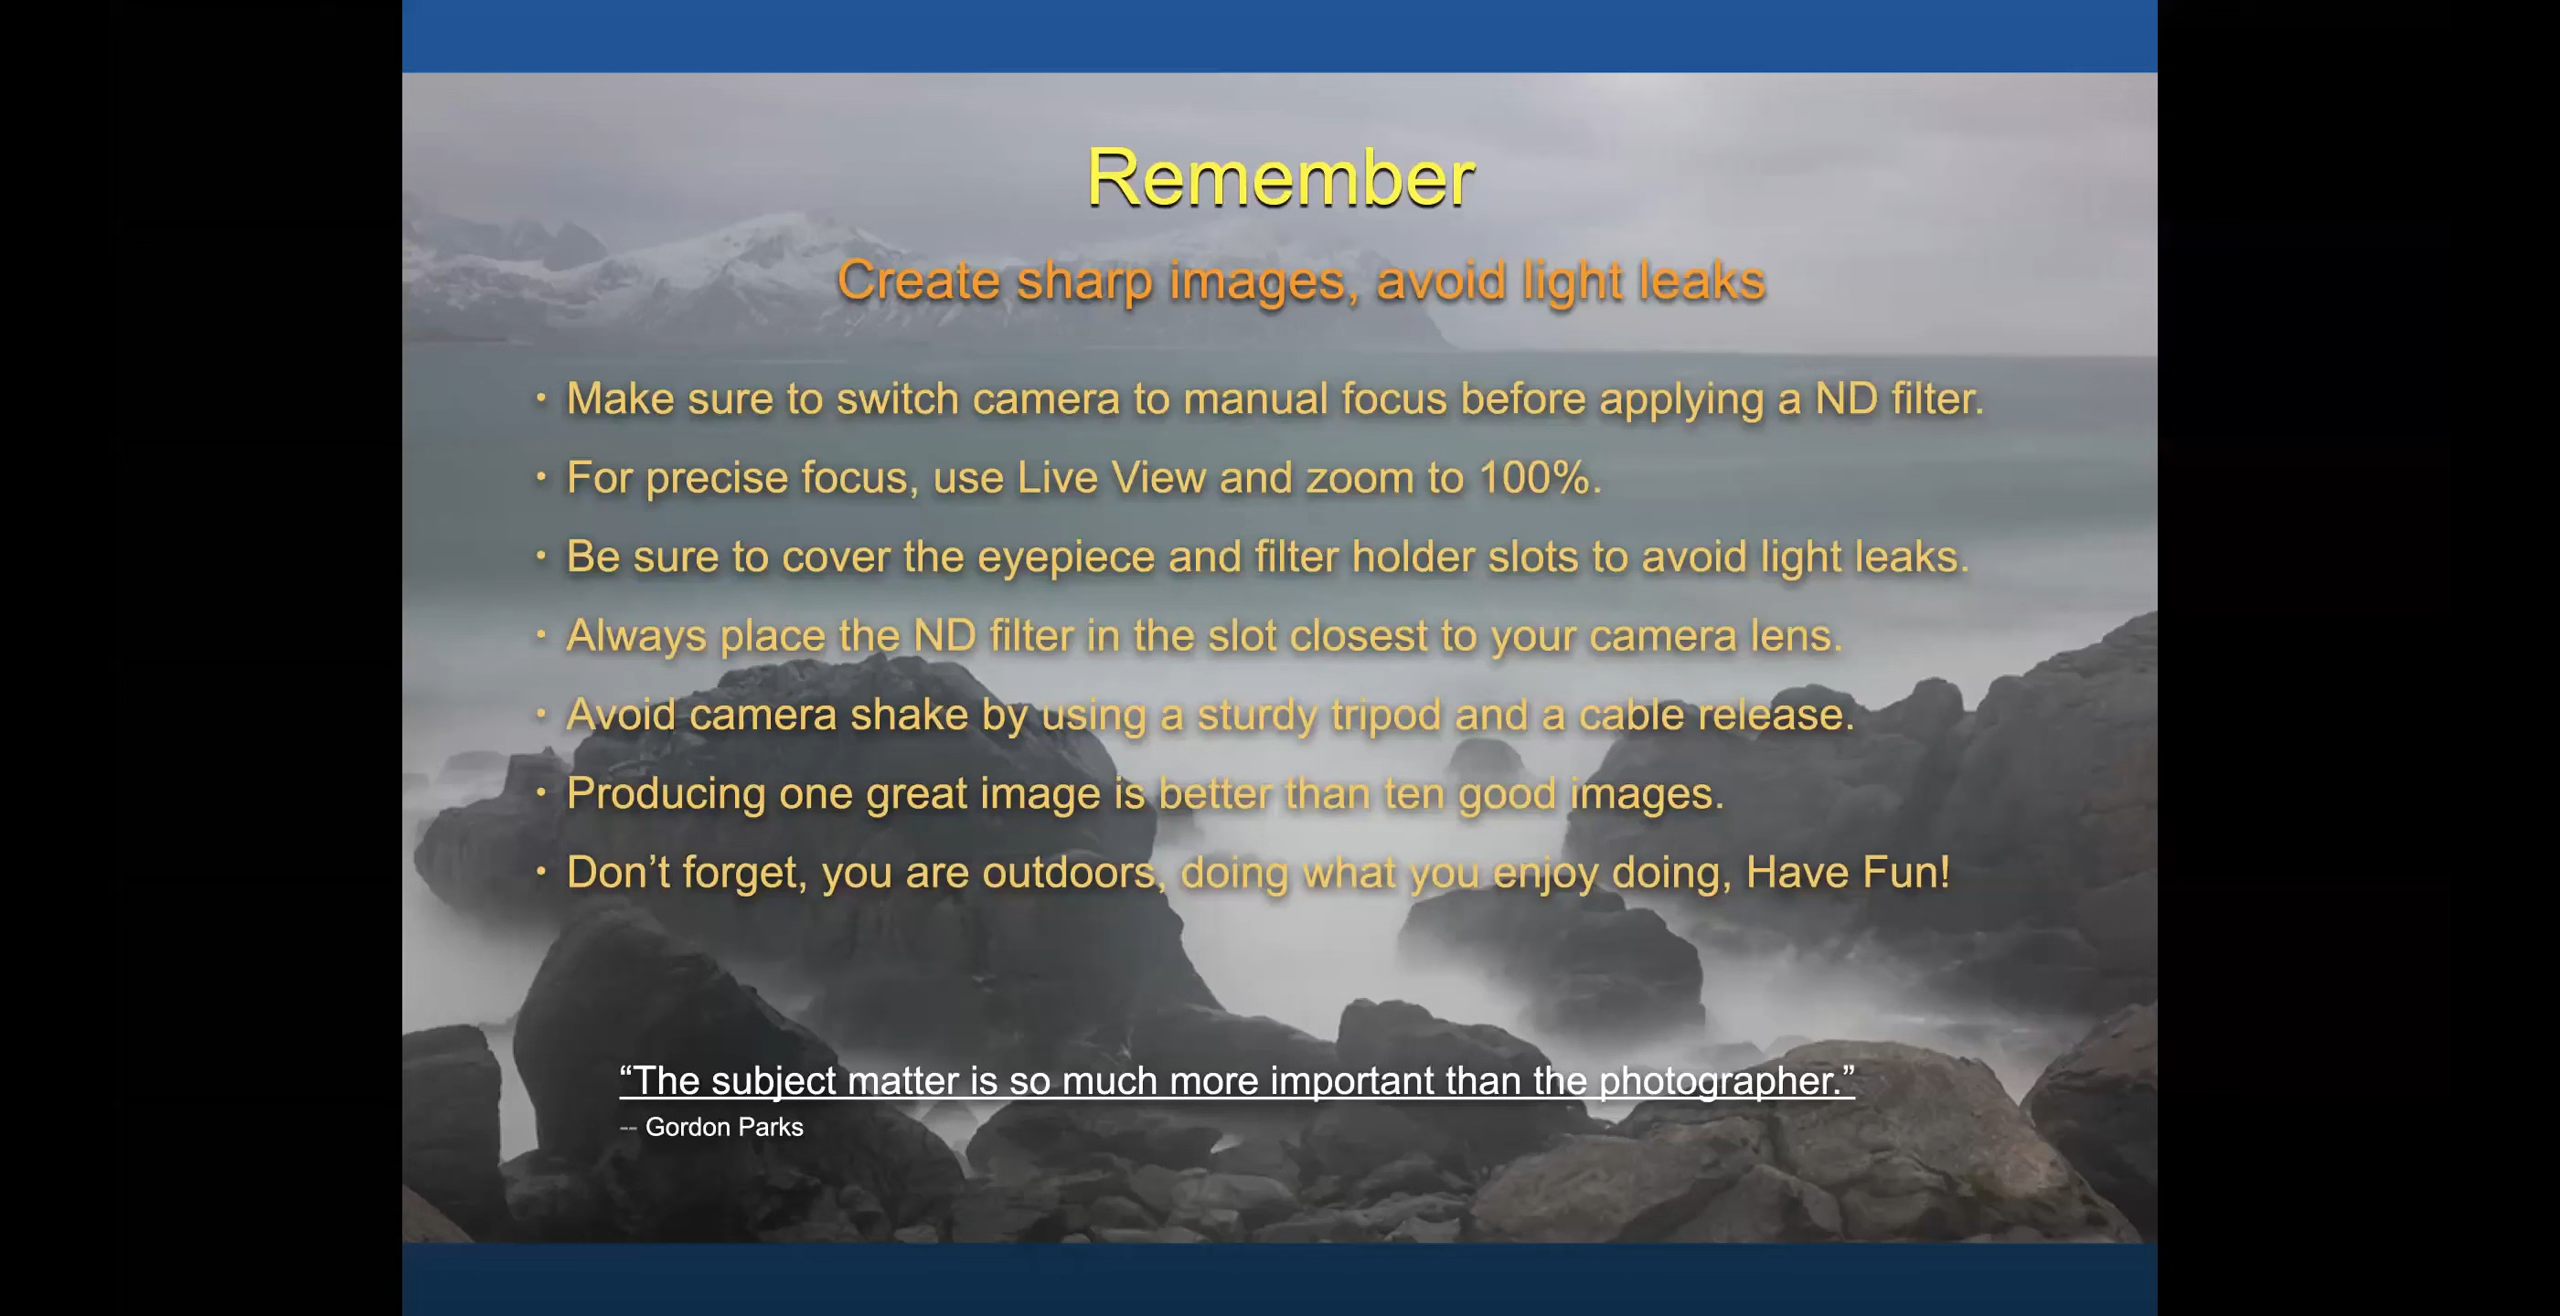 Remember
Create sharp images, avoid light leaks
· Make sure to switch camera to manual focus before applying a ND filter.
· For precise focus, use Live View and zoom to 100%.
· Be sure to cover the eyepiece and filter holder slots to avoid light leaks.
· Always place the ND filter in the slot closest to your camera lens.
· Avoid camera shake by using a sturdy tripod and a cable release.
· Producing one great image is better than ten good images.
· Don’t forget, you are outdoors, doing what you enjoy doing, Have Fun!
“The subject matter is so much more important than the photographer.”
-- Gordon Parks